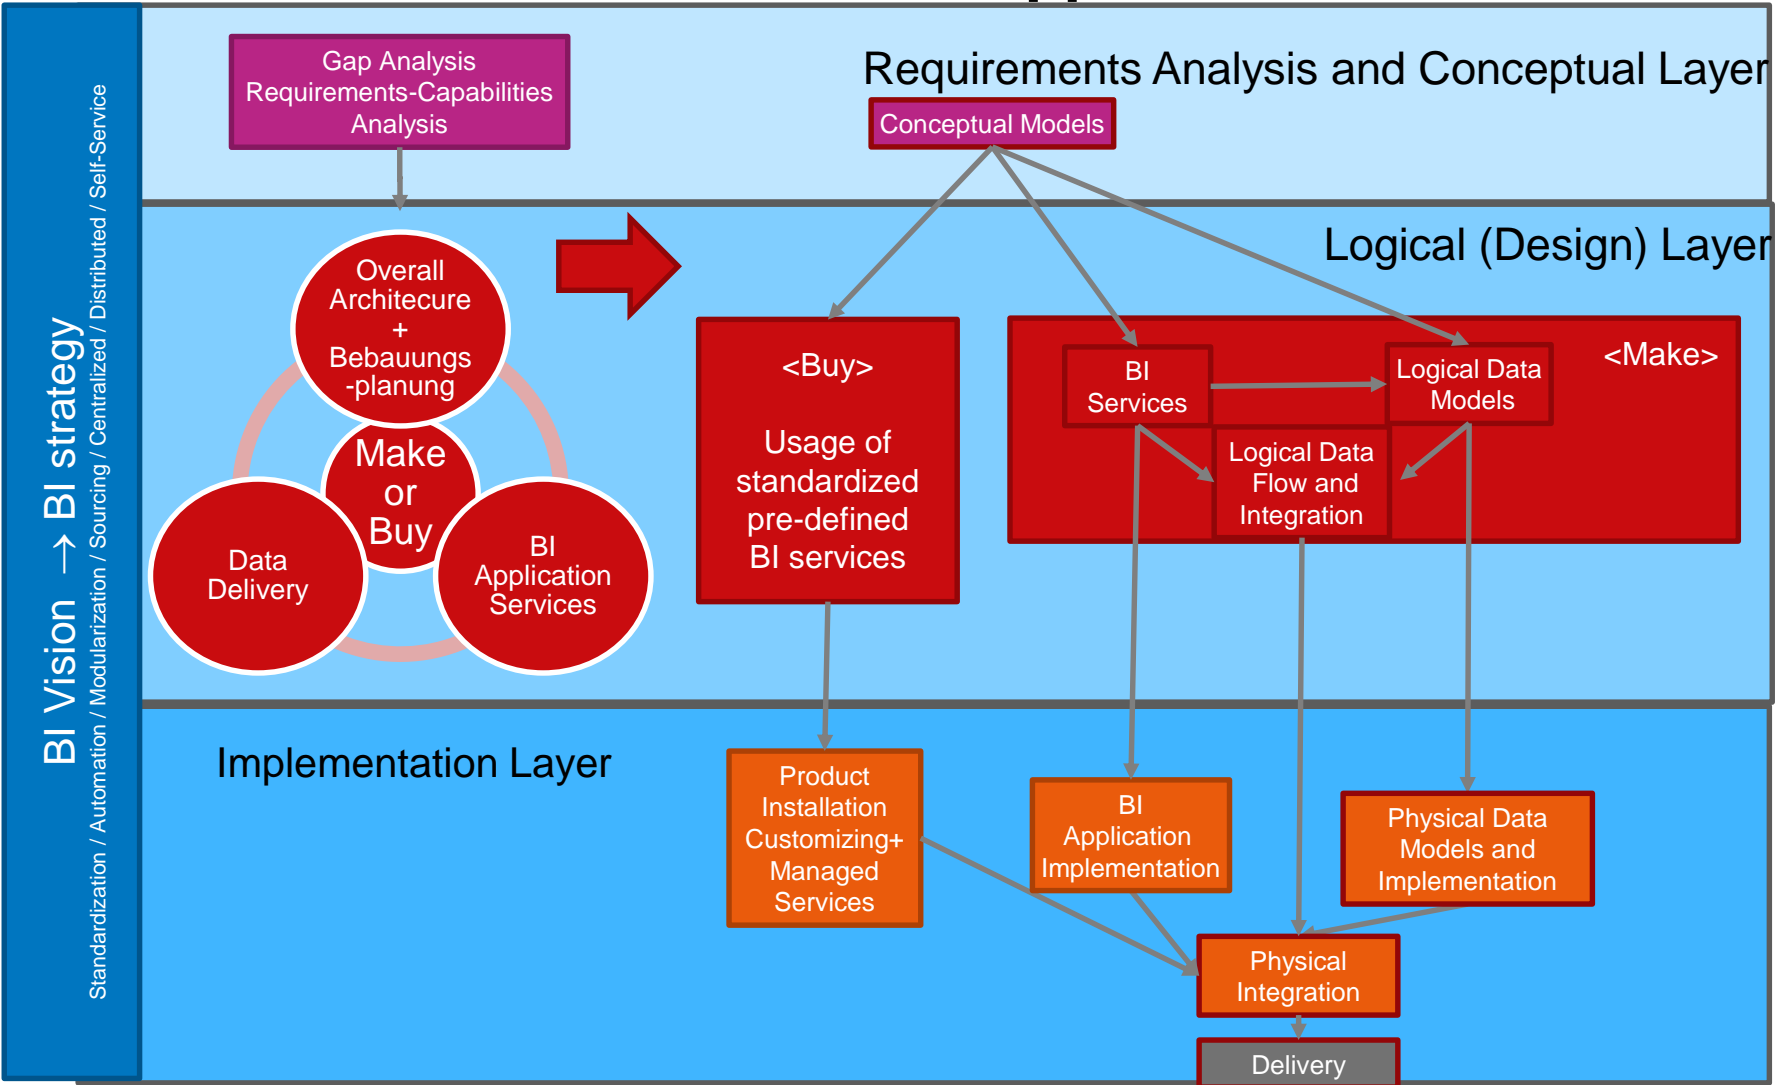 BI Vision → BI strategy
Standardization / Automation / Modularization / Sourcing / Centralized / Distributed / Self-Service
Gap Analysis
Requirements-Capabilities
Analysis
Requirements Analysis and Conceptual Layer
Conceptual Models
Logical (Design) Layer
Overall
Architecure
+
Bebauungs
-planung
Make
or
Buy
Data
Delivery
BI
Application
Services
<Buy>
Usage of
standardized
pre-defined
BI services
<Make>
BI
Services
Logical Data
Models
Logical Data
Flow and
Integration
Implementation Layer
Product
Installation
Customizing+
Managed
Services
BI
Application
Implementation
Physical Data
Models and
Implementation
Physical
Integration
Delivery